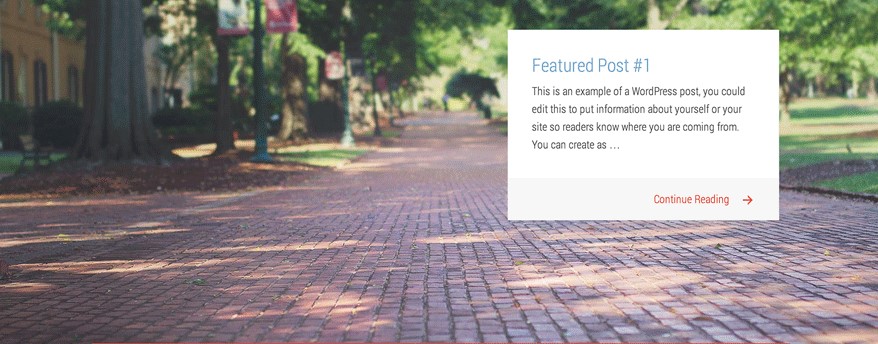 Featured Post #1
This is an example of a WordPress post, you could
edit this to put information about yourself or your
site so readers know where you are coming from.
You can create as …
Continue Reading